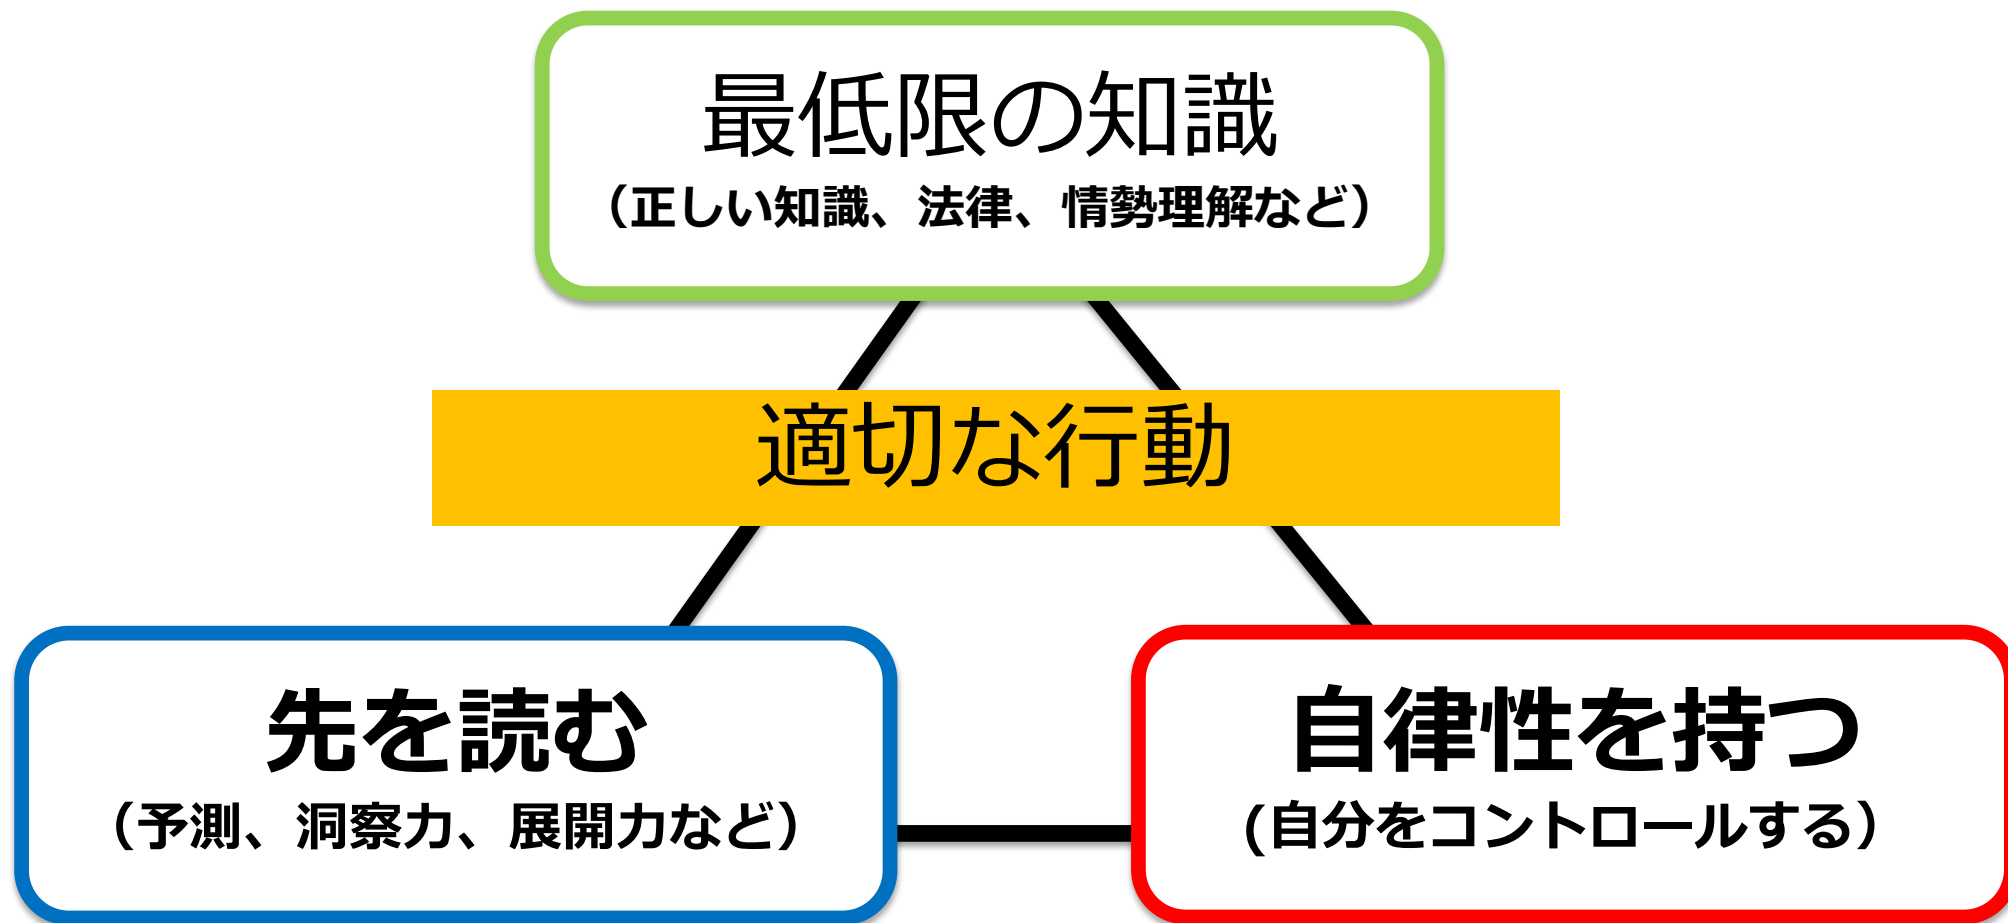 最低限の知識
（正しい知識、法律、情勢理解など）
適切な行動
先を読む
（予測、洞察力、展開力など）
自律性を持つ
(自分をコントロールする）